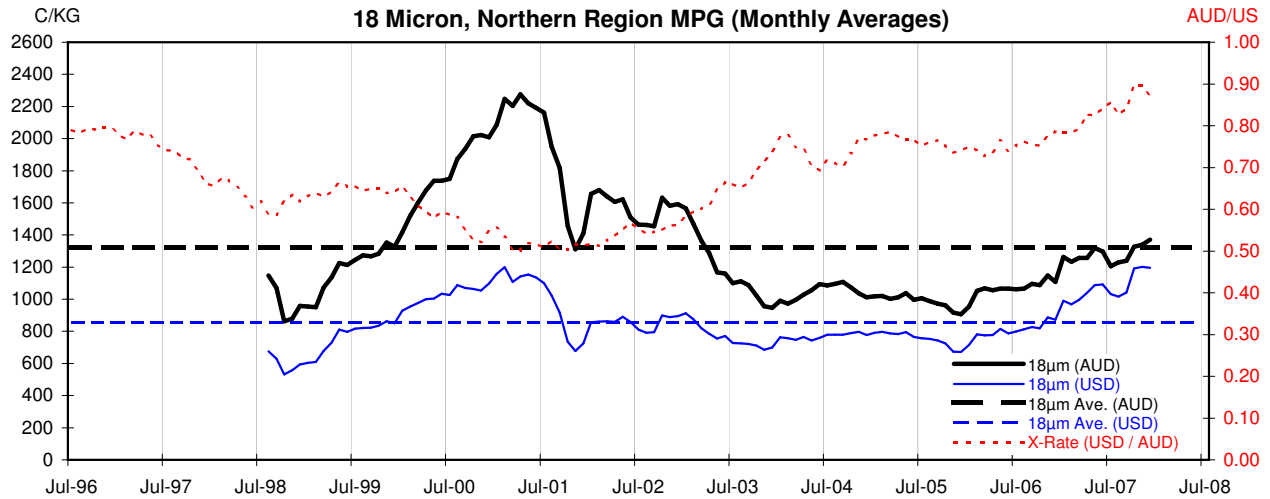 C/KG
18 Micron, Northern Region MPG (Monthly Averages)
AUD/US
2600
2400
2200
2000
1800
1600
1400
1200
1000
800
600
400
200
0
1.00
0.90
0.80
0.70
0.60
0.50
0.40
0.30
0.20
0.10
0.00
18µm (AUD)
18µm (USD)
18µm Ave. (AUD)
18µm Ave. (USD)
X-Rate (USD / AUD)
Jul-96 Jul-97 Jul-98 Jul-99 Jul-00 Jul-01 Jul-02 Jul-03 Jul-04 Jul-05 Jul-06 Jul-07 Jul-08